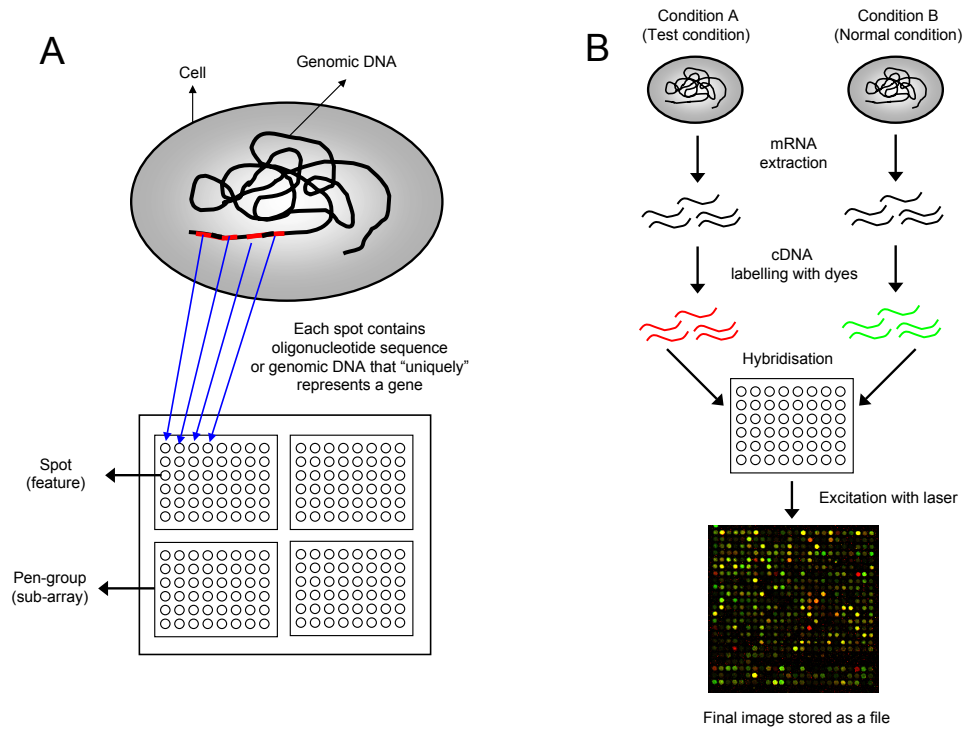 A
Cell
Genomic DNA
Each spot contains
oligonucleotide sequence
or genomic DNA that “uniquely”
represents a gene
Spot
(feature)
Pen-group
(sub-array)
B
Condition A
(Test condition)
Condition B
(Normal condition)
mRNA
extraction
cDNA
labelling with dyes
Hybridisation
Excitation with laser
Final image stored as a file